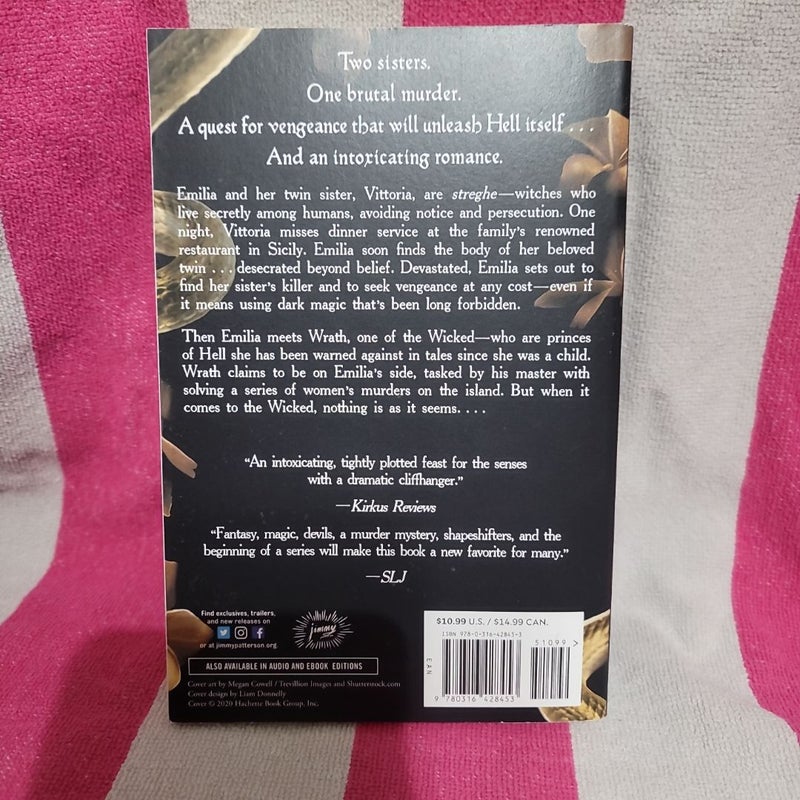 Two sisters.
One brutal murder.
A quest for vengeance that will unleash Hell itself . . .
And an intoxicating romance.
Emilia and her twin sister, Vittoria, are streghe—witches who
live secretly among humans, avoiding notice and persecution. One
night, Vittoria misses dinner service at the family's renowned
restaurant in Sicily. Emilia soon finds the body of her beloved
twin . . . desecrated beyond belief. Devastated, Emilia sets out to
find her sister's killer and to seek vengeance at any cost—even if
it means using dark magic that's been long forbidden.
Then Emilia meets Wrath, one of the Wicked—who are princes
of Hell she has been warned against in tales since she was a child.
Wrath claims to be on Emilia's side, tasked by his master with
solving a series of women's murders on the island. But when it
comes to the Wicked, nothing is as it seems. . . .
"An intoxicating, tightly plotted feast for the senses
with a dramatic cliffhanger."
—Kirkus Reviews
"Fantasy, magic, devils, a murder mystery, shapeshifters, and the
beginning of a series will make this book a new favorite for many."
—SLJ
Find exclusives, trailers,
and new releases on
or at jimmypatterson.org
jimmy
ALSO AVAILABLE IN AUDIO AND EBOOK EDITIONS
Cover art by Megan Cowell / Trevillion Images and Shutterstock.com
Cover design by Liam Donnelly
Cover © 2020 Hachette Book Group, Inc.
$10.99 U.S. / $14.99 CAN.
ISBN 978-0-316-42845-3
51099 >
EAN
9 780316 428453